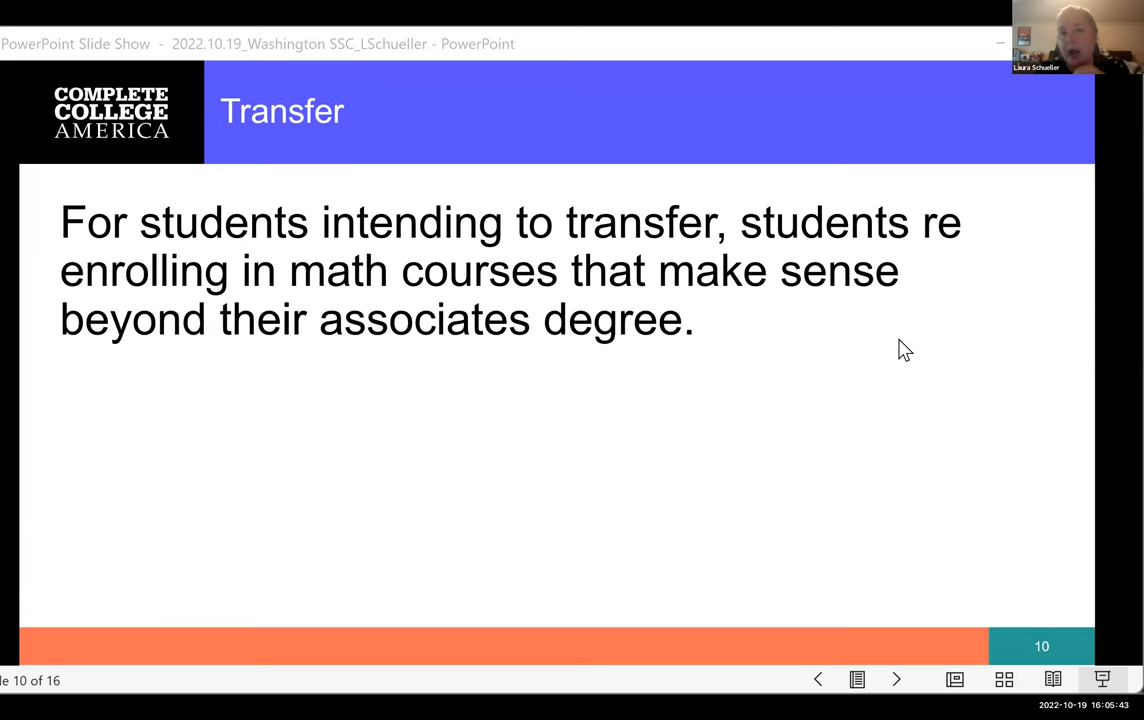 PowerPoint Slide Show - 2022.10.19_Washington SSC_LSchueller - PowerPoint
Laura Schueller
COMPLETE
COLLEGE
AMERICA
Transfer
For students intending to transfer, students re
enrolling in math courses that make sense
beyond their associates degree.
10
le 10 of 16
2022-10-19 16:05:43